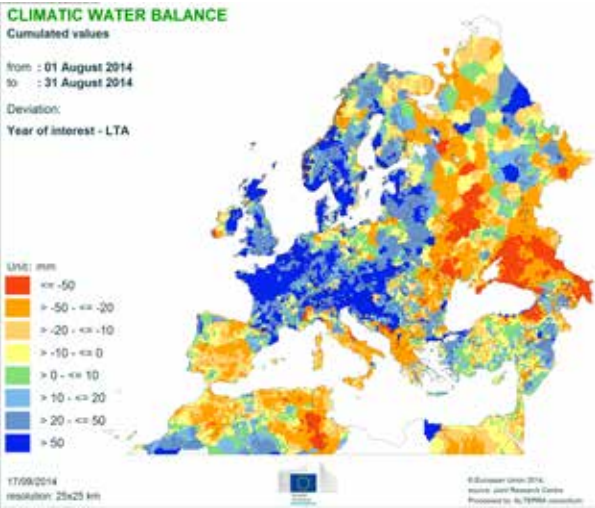 CLIMATIC WATER BALANCE
Cumulated values
from : 01 August 2014
to : 31 August 2014
Deviation:
Year of interest - LTA
Unit: mm
<= -50
> -50 - <= -20
> -20 - <= -10
> -10 - <= 0
> 0 - <= 10
> 10 - <= 20
> 20 - <= 50
> 50
17/09/2014
resolution: 25x25 km
© European Union 2014
source: Joint Research Centre
Processed by ALTERRA consortium